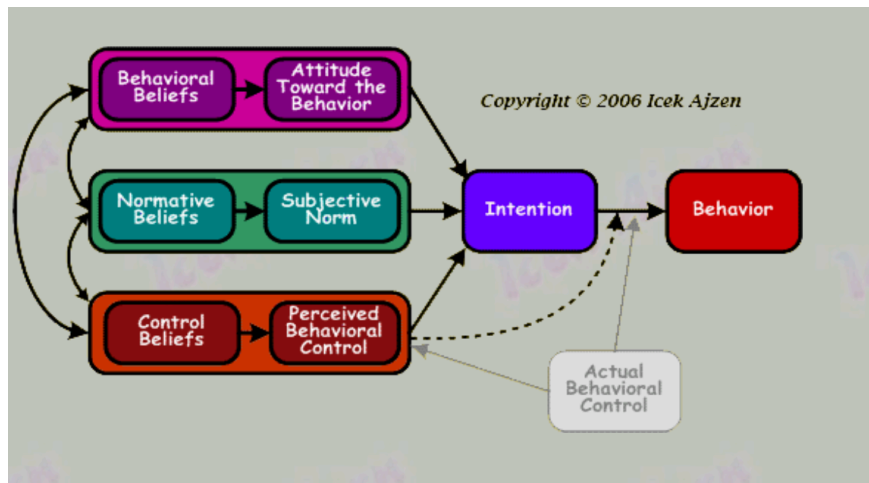 Behavioral
Beliefs
Attitude
Toward the
Behavior
Copyright © 2006 Icek Ajzen
Normative
Beliefs
Subjective
Norm
Intention
Behavior
Control
Beliefs
Perceived
Behavioral
Control
Actual
Behavioral
Control